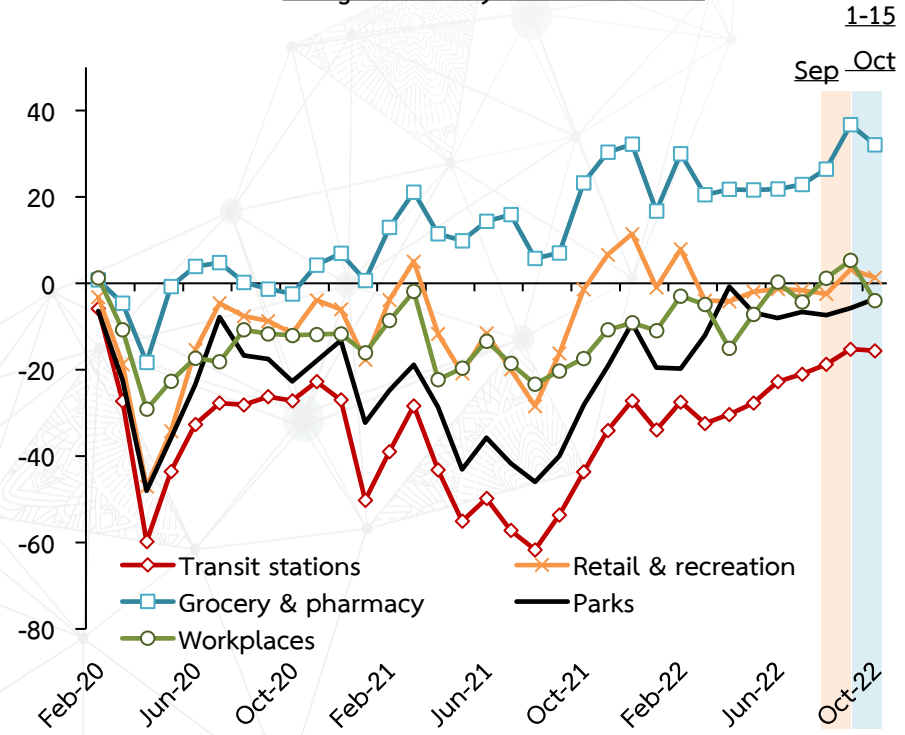 1-15
Oct
Sep
40
20
0
-20
-40
-60
-80
Transit stations
Retail & recreation
Grocery & pharmacy
Parks
Workplaces
Feb-20
Jun-20
Oct-20
Feb-21
Jun-21
Oct-21
Feb-22
Jun-22
Oct-22